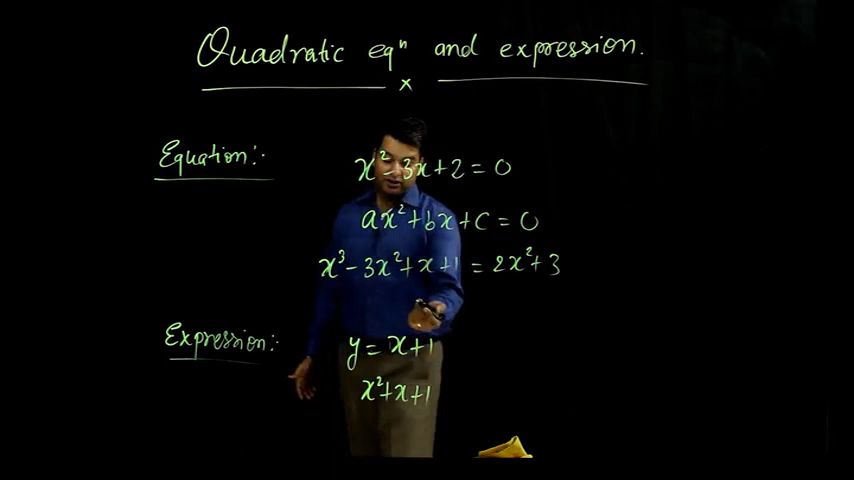 Quadratic eqⁿ and expression.
x
Equation:-
x² - 3x + 2 = 0
ax² + bx + c = 0
x³ - 3x² + x + 1 = 2x² + 3
Expression:-
y = x + 1
x² + x + 1